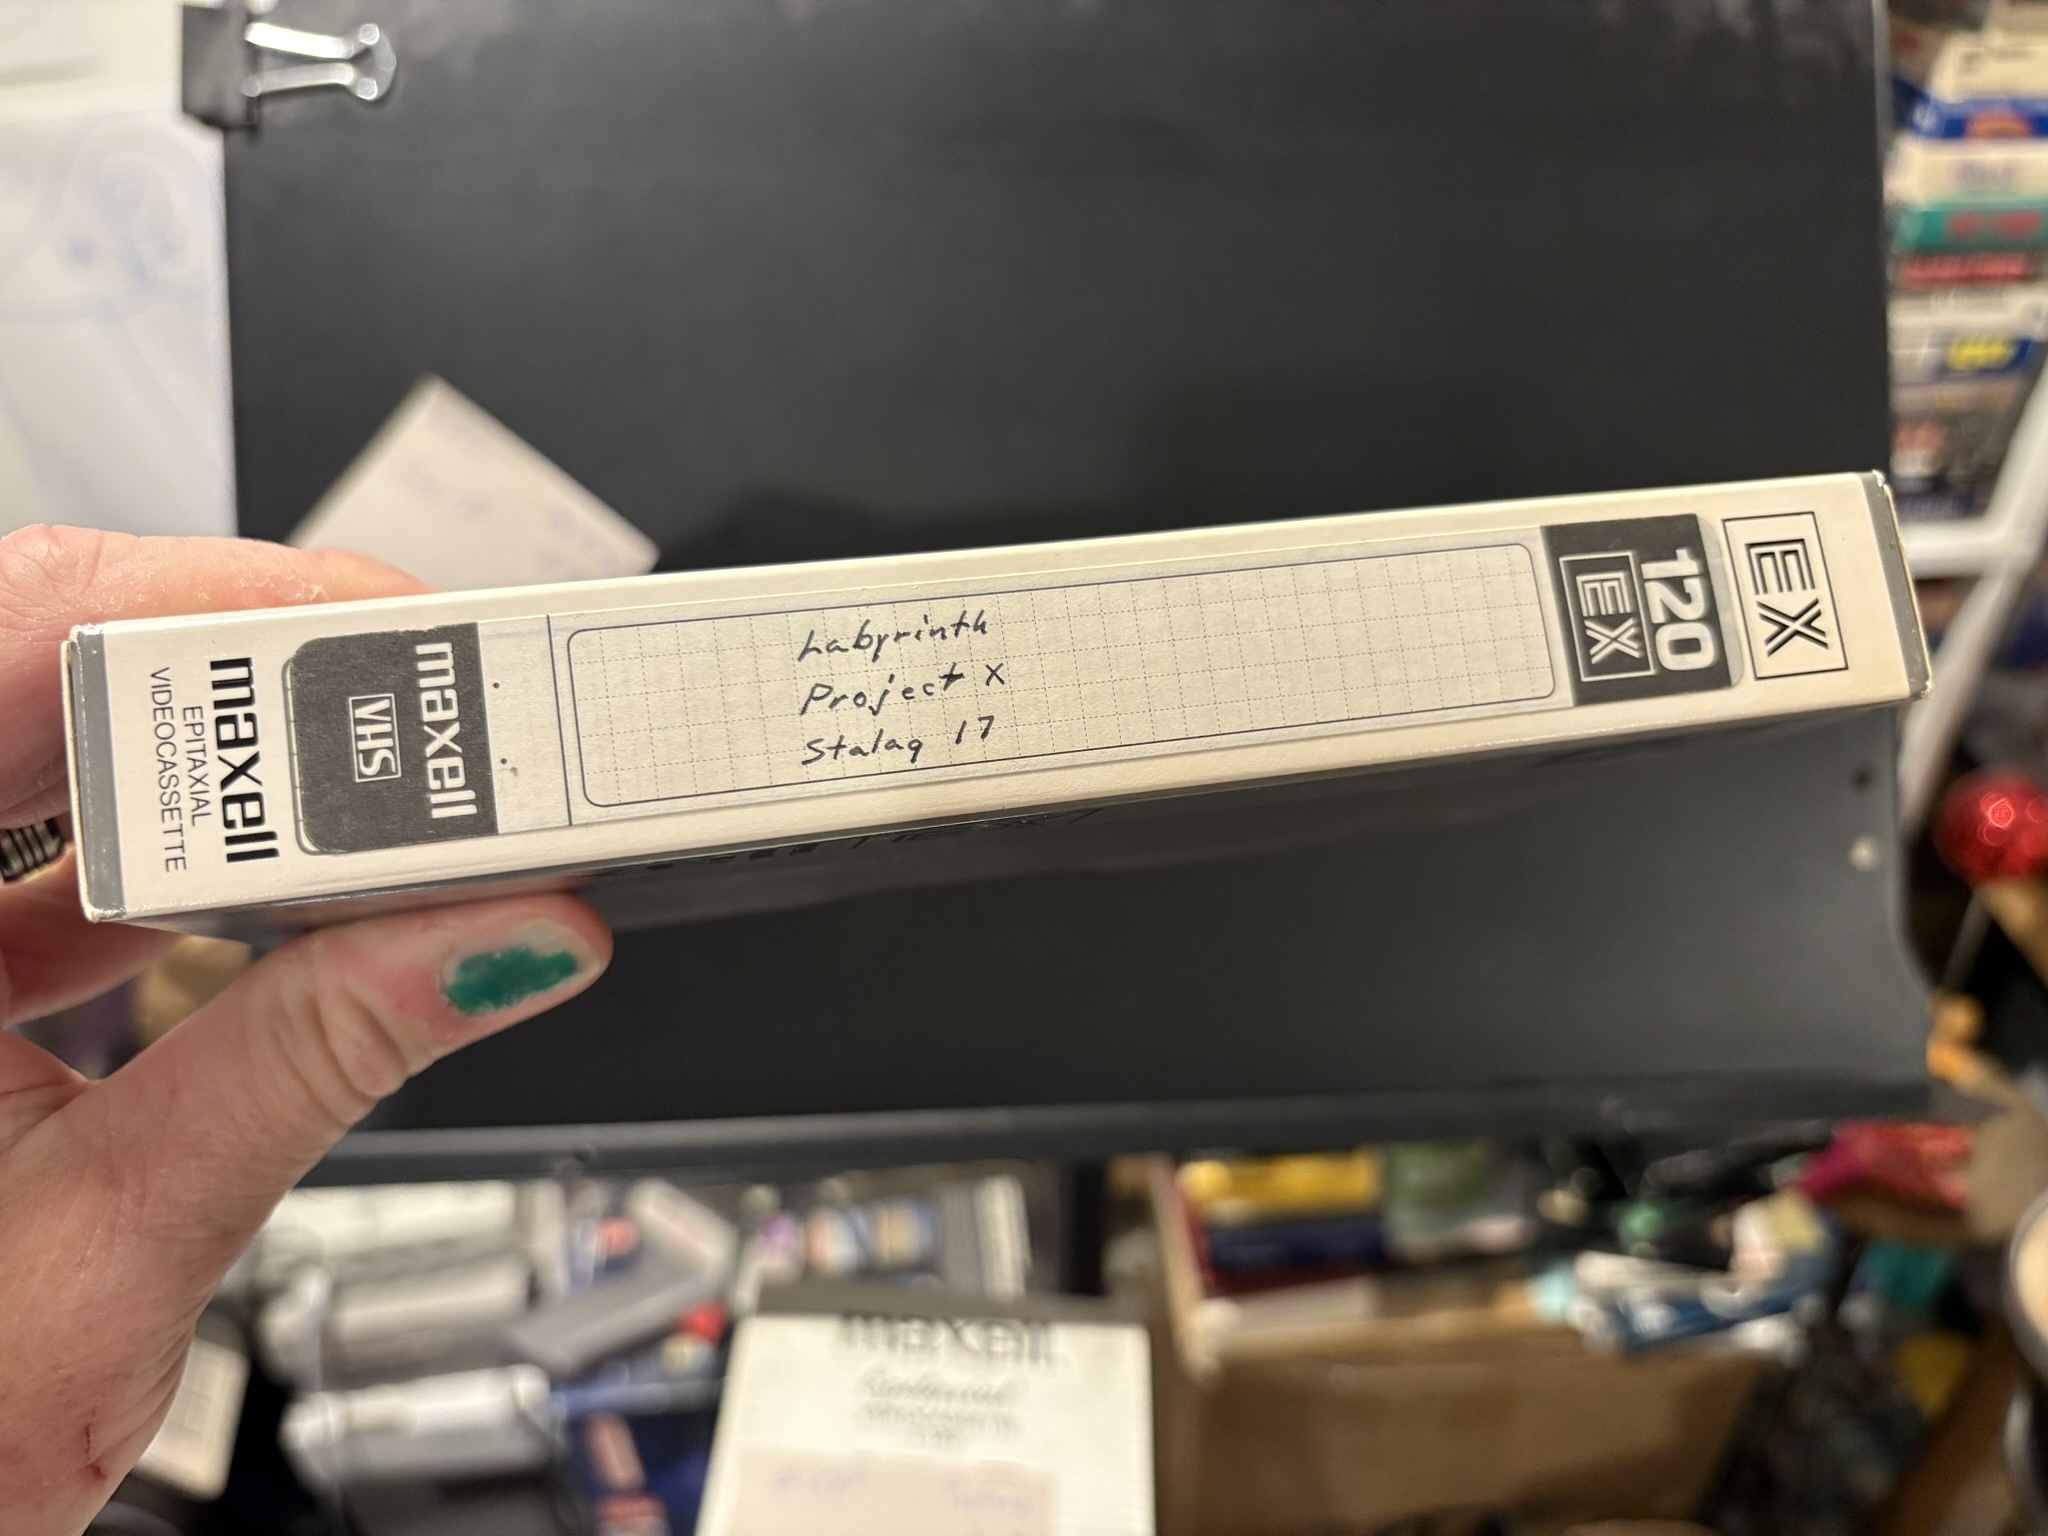 maxell
EPITAXIAL
VIDEOCASSETTE
maxell
VHS
Labyrinth
Project X
Stalag 17
120
EX
EX
maxell